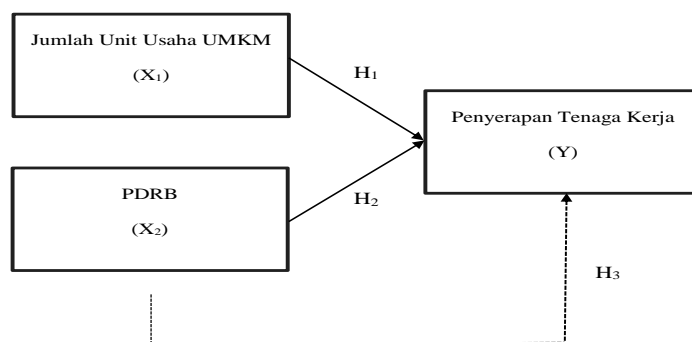 Jumlah Unit Usaha UMKM
(X₁)
H₁
Penyerapan Tenaga Kerja
(Y)
PDRB
(X₂)
H₂
H₃